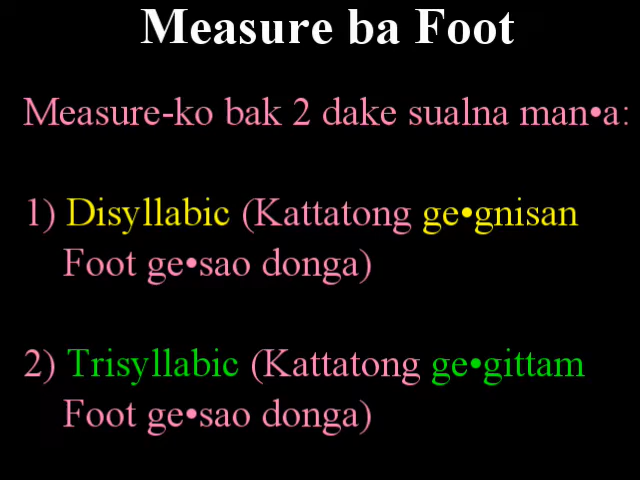 Measure ba Foot
Measure-ko bak 2 dake sualna man•a:
1) Disyllabic (Kattatong ge•gnisan
Foot ge•sao donga)
2) Trisyllabic (Kattatong ge•gittam
Foot ge•sao donga)